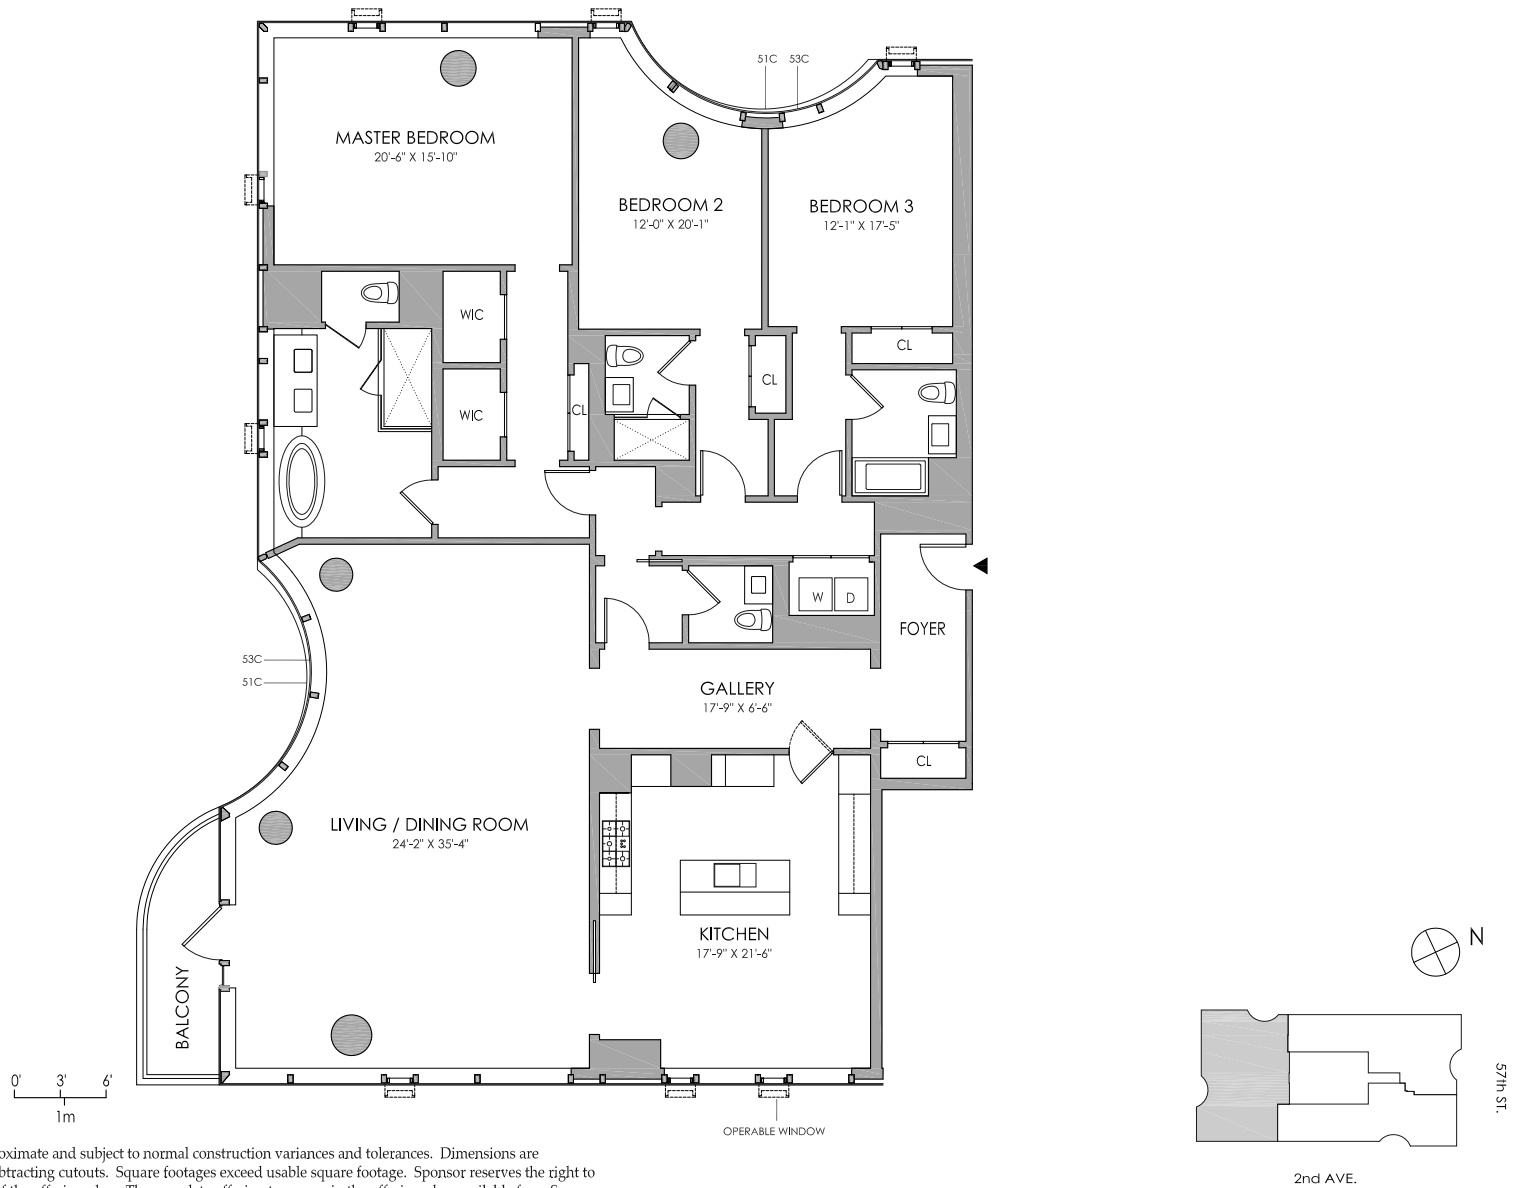 51C 53C
MASTER BEDROOM
20'-6" X 15'-10"
BEDROOM 2
12'-0" X 20'-1"
BEDROOM 3
12'-1" X 17'-5"
WIC
CL
CL
WIC
CL
W D
FOYER
53C
51C
GALLERY
17'-9" X 6'-6"
CL
LIVING / DINING ROOM
24'-2" X 35'-4"
KITCHEN
17'-9" X 21'-6"
BALCONY
N
0' 3' 6'
1m
57th ST.
OPERABLE WINDOW
2nd AVE.
oximate and subject to normal construction variances and tolerances. Dimensions are
btracting cutouts. Square footages exceed usable square footage. Sponsor reserves the right to